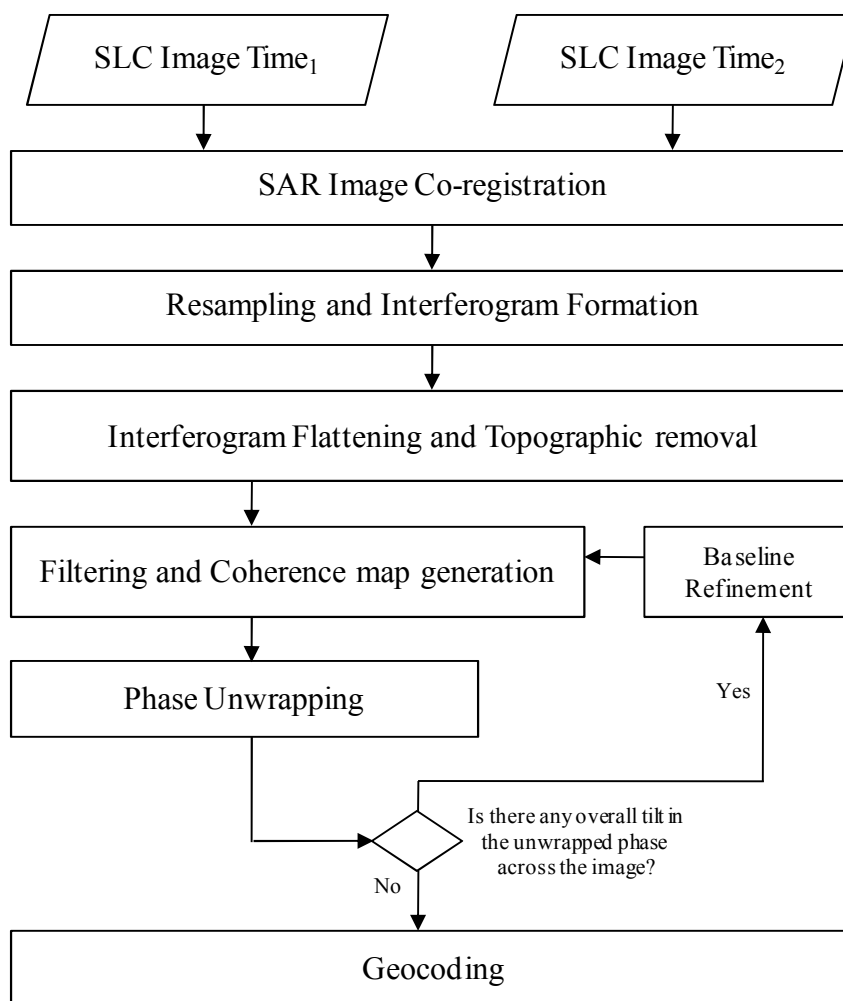 SLC Image Time₁
SLC Image Time₂
SAR Image Co-registration
Resampling and Interferogram Formation
Interferogram Flattening and Topographic removal
Filtering and Coherence map generation
Baseline
Refinement
Phase Unwrapping
Yes
Is there any overall tilt in
the unwrapped phase
across the image?
No
Geocoding